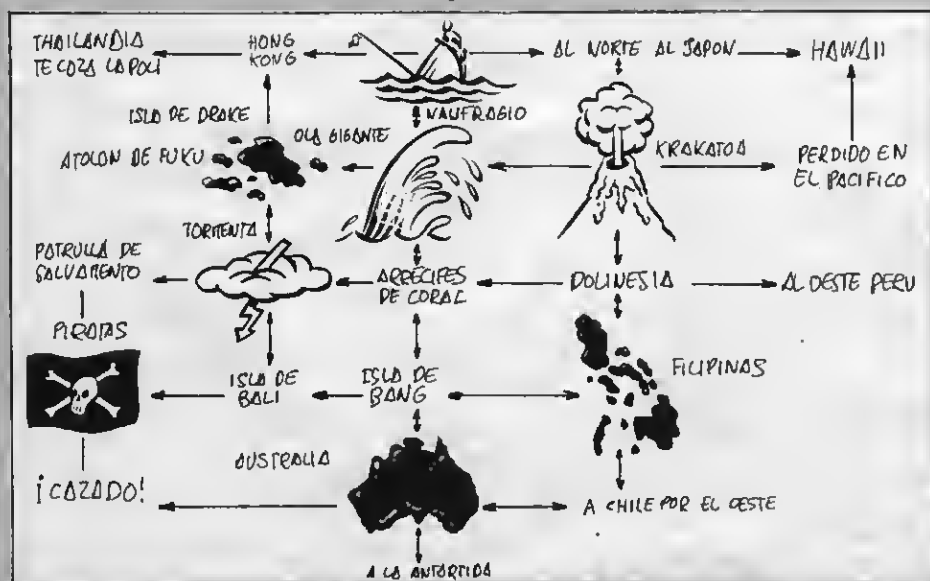 THAILANDIA
TE CAZA LA POLI
HONG
KONG
AL NORTE AL JAPON
HAWAII
NAUFRAGIO
ISLA DE DRAKE
OLA GIGANTE
ATOLON DE FUKU
KRAKATOA
PERDIDO EN
EL PACIFICO
TORMENTA
PATRULLA DE
SALVAMENTO
ARRECIFES
DE CORAL
POLINESIA
AL OESTE PERU
PIRATAS
ISLA DE
BALI
ISLA DE
BANG
FILIPINAS
AUSTRALIA
¡CAZADO!
A CHILE POR EL OESTE
A LA ANTARTIDA